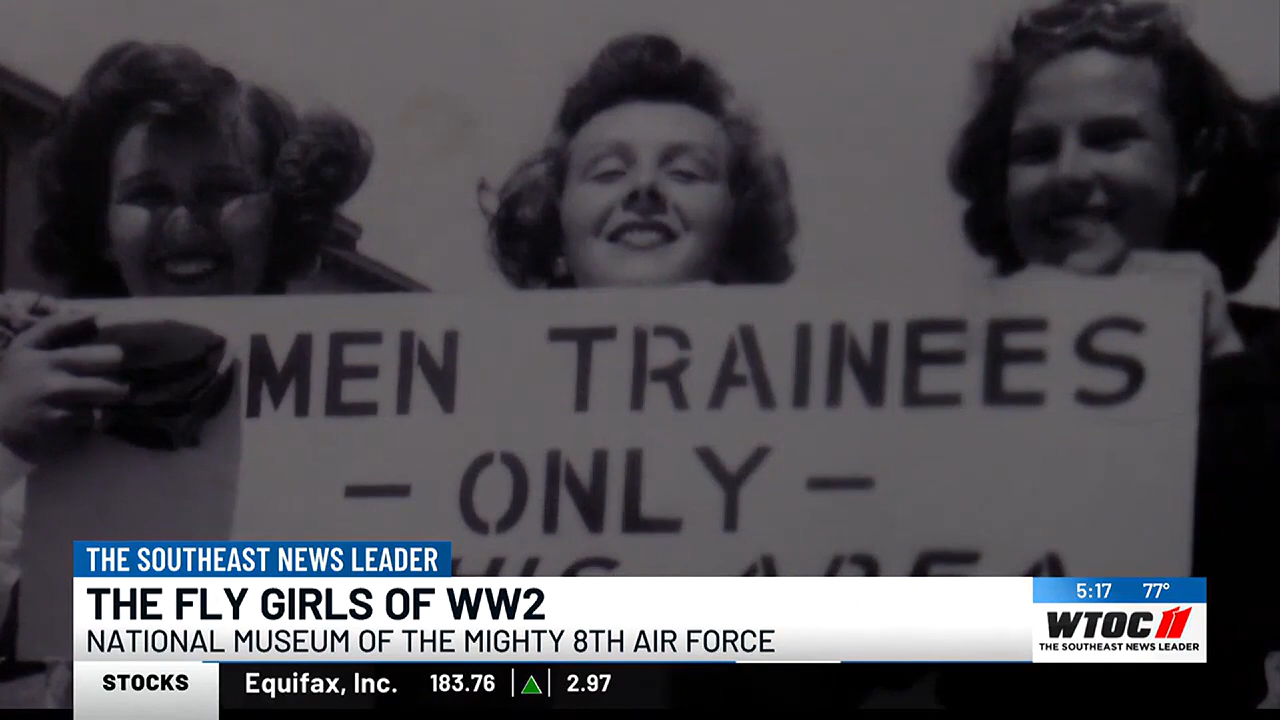 MEN TRAINEES
- ONLY -
THE SOUTHEAST NEWS LEADER
THE FLY GIRLS OF WW2
NATIONAL MUSEUM OF THE MIGHTY 8TH AIR FORCE
5:17 77°
WTOC 11
THE SOUTHEAST NEWS LEADER
STOCKS Equifax, Inc. 183.76 ▲ 2.97